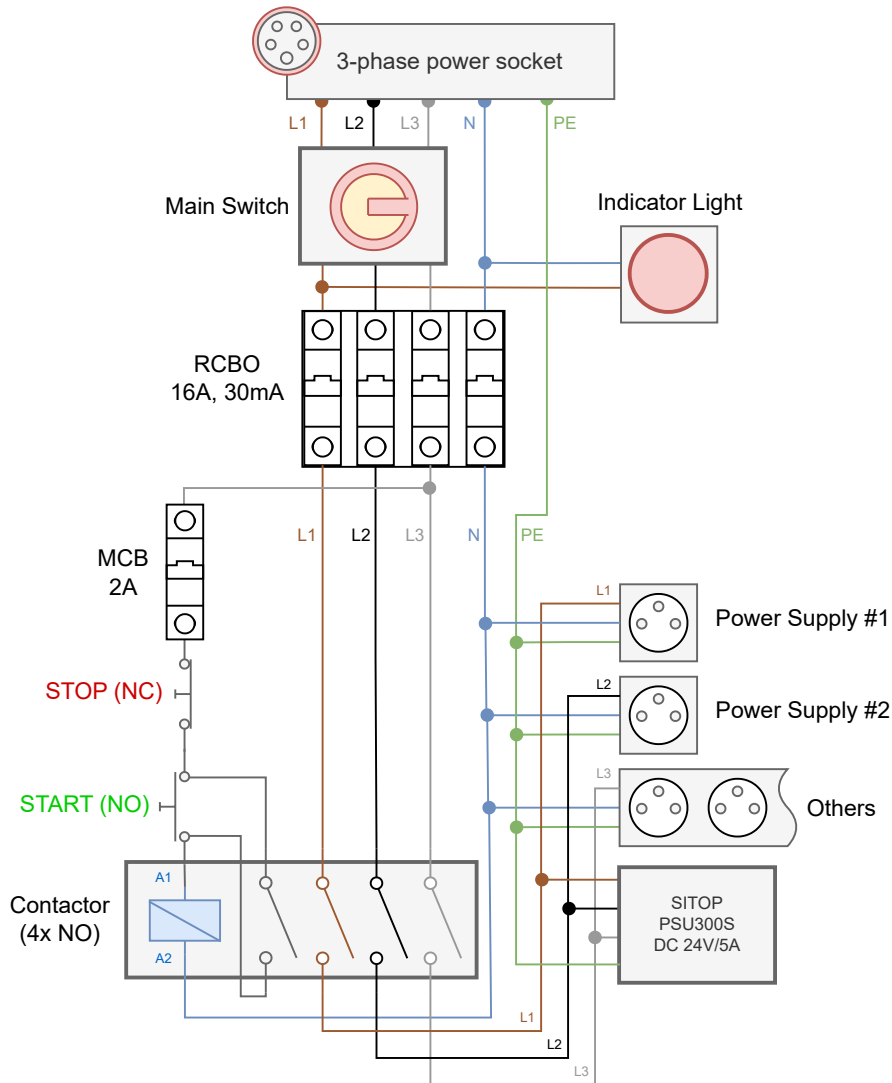 3-phase power socket
L1
L2
L3
N
PE
Main Switch
Indicator Light
RCBO
16A, 30mA
L1
L2
L3
N
PE
MCB
2A
L1
Power Supply #1
STOP (NC)
L2
Power Supply #2
L3
START (NO)
Others
A1
Contactor
(4x NO)
A2
SITOP
PSU300S
DC 24V/5A
L1
L2
L3